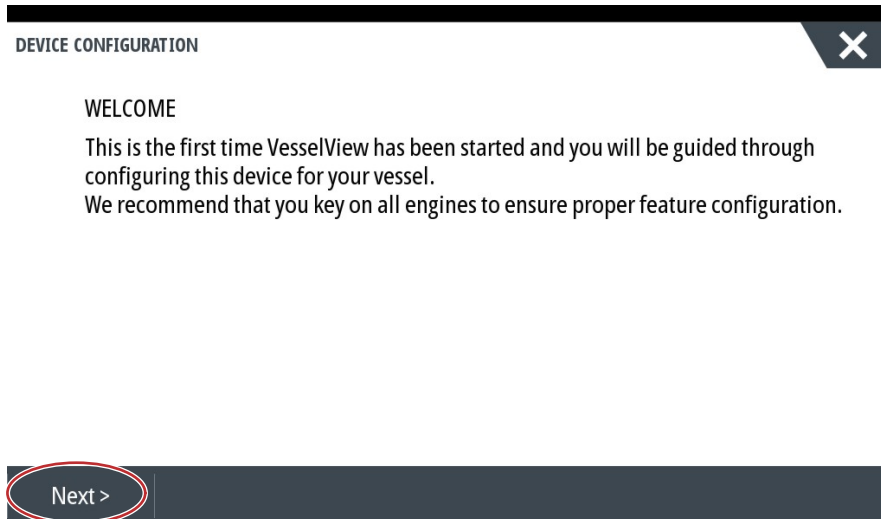 DEVICE CONFIGURATION
WELCOME
This is the first time VesselView has been started and you will be guided through
configuring this device for your vessel.
We recommend that you key on all engines to ensure proper feature configuration.
Next >